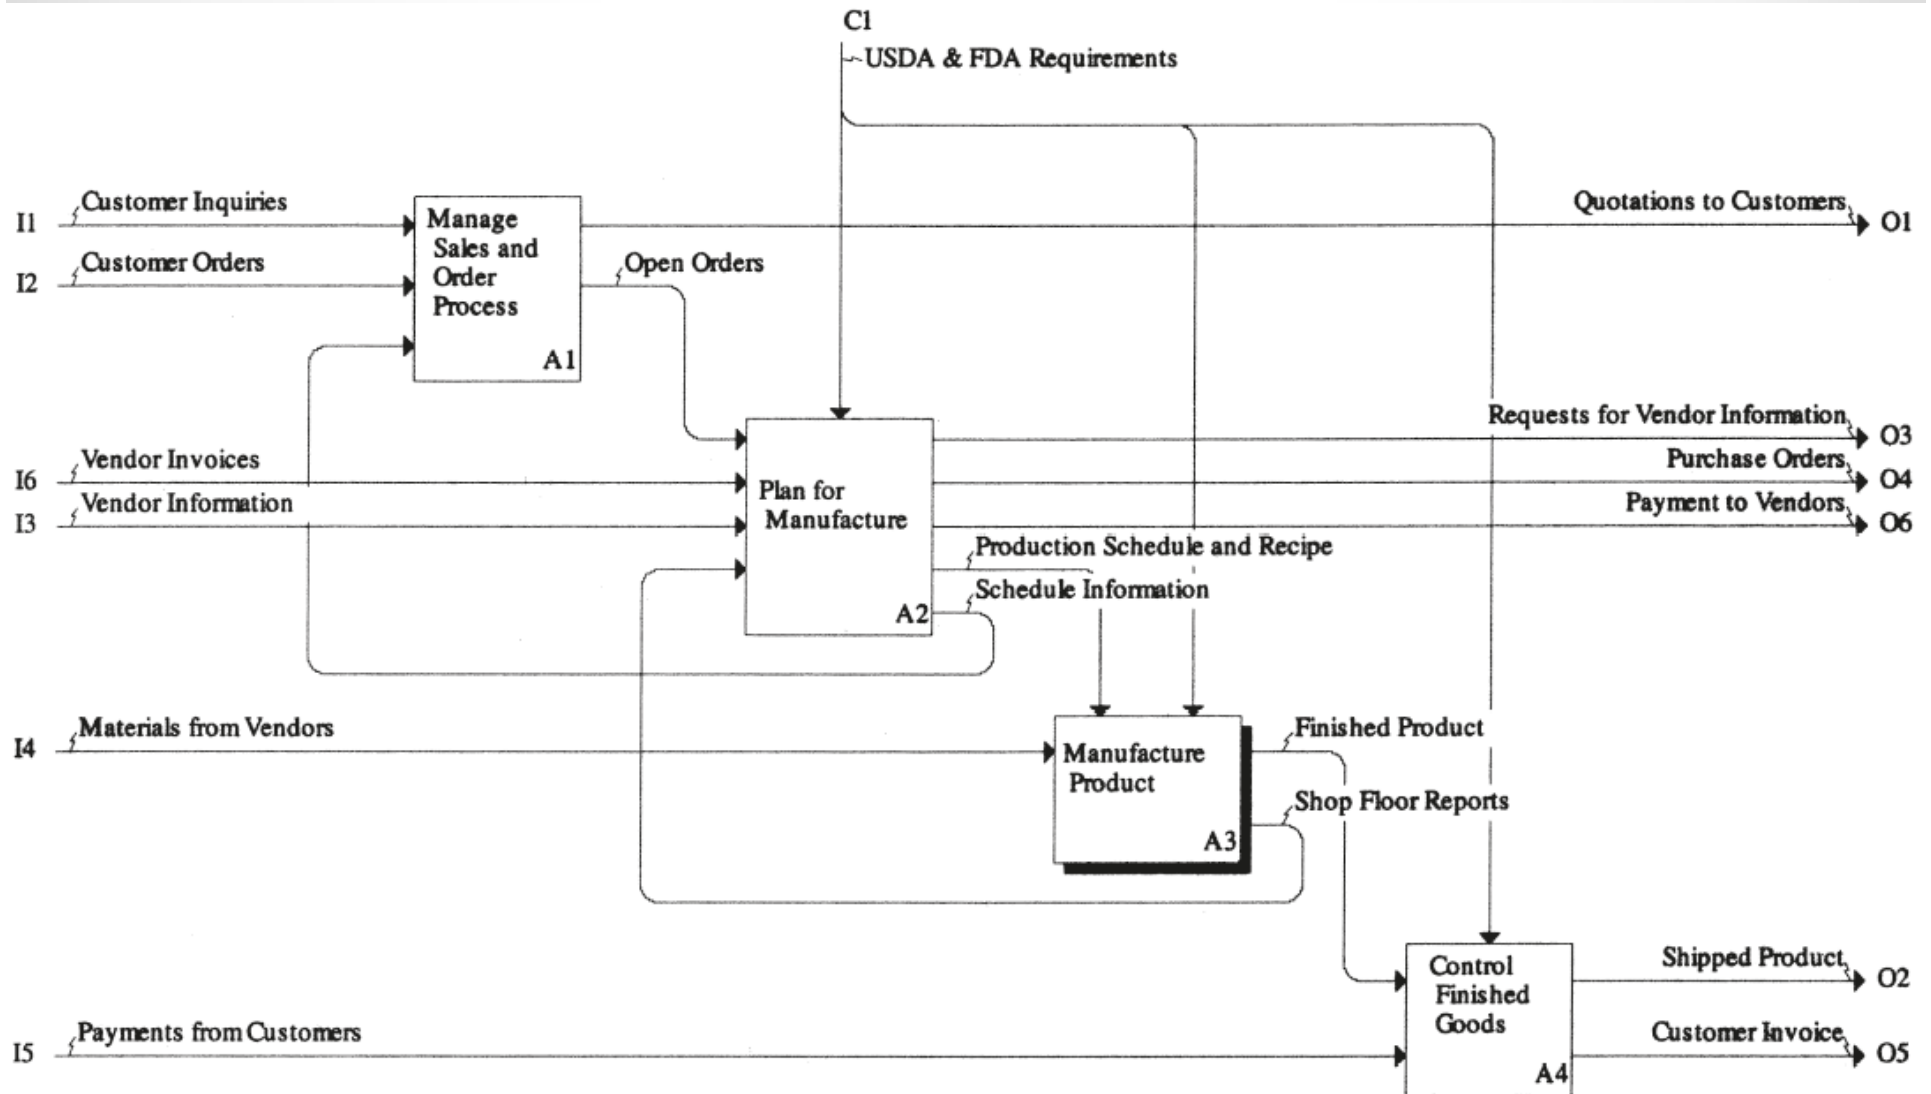 C1
USDA & FDA Requirements
I1
Customer Inquiries
Quotations to Customers
O1
I2
Customer Orders
Manage
Sales and
Order
Process
A1
Open Orders
Requests for Vendor Information
O3
I6
Vendor Invoices
Purchase Orders
O4
I3
Vendor Information
Payment to Vendors
O6
Plan for
Manufacture
A2
Production Schedule and Recipe
Schedule Information
I4
Materials from Vendors
Manufacture
Product
A3
Finished Product
Shop Floor Reports
Control
Finished
Goods
A4
Shipped Product
O2
I5
Payments from Customers
Customer Invoice
O5